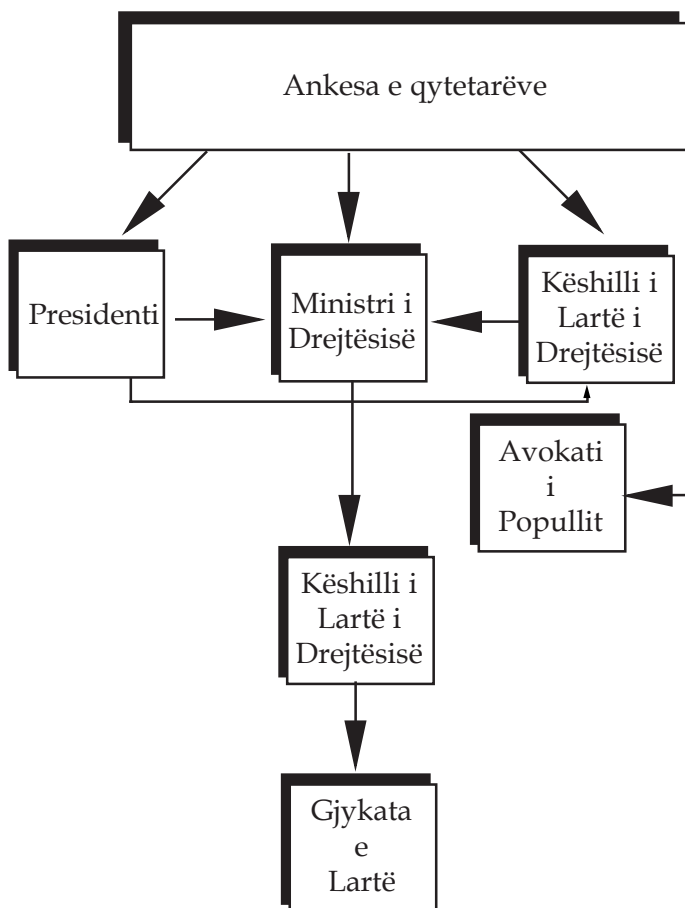 Ankesa e qytetarëve
Presidenti
Ministri i
Drejtësisë
Këshilli i
Lartë i
Drejtësisë
Avokati
i
Popullit
Këshilli i
Lartë i
Drejtësisë
Gjykata
e
Lartë